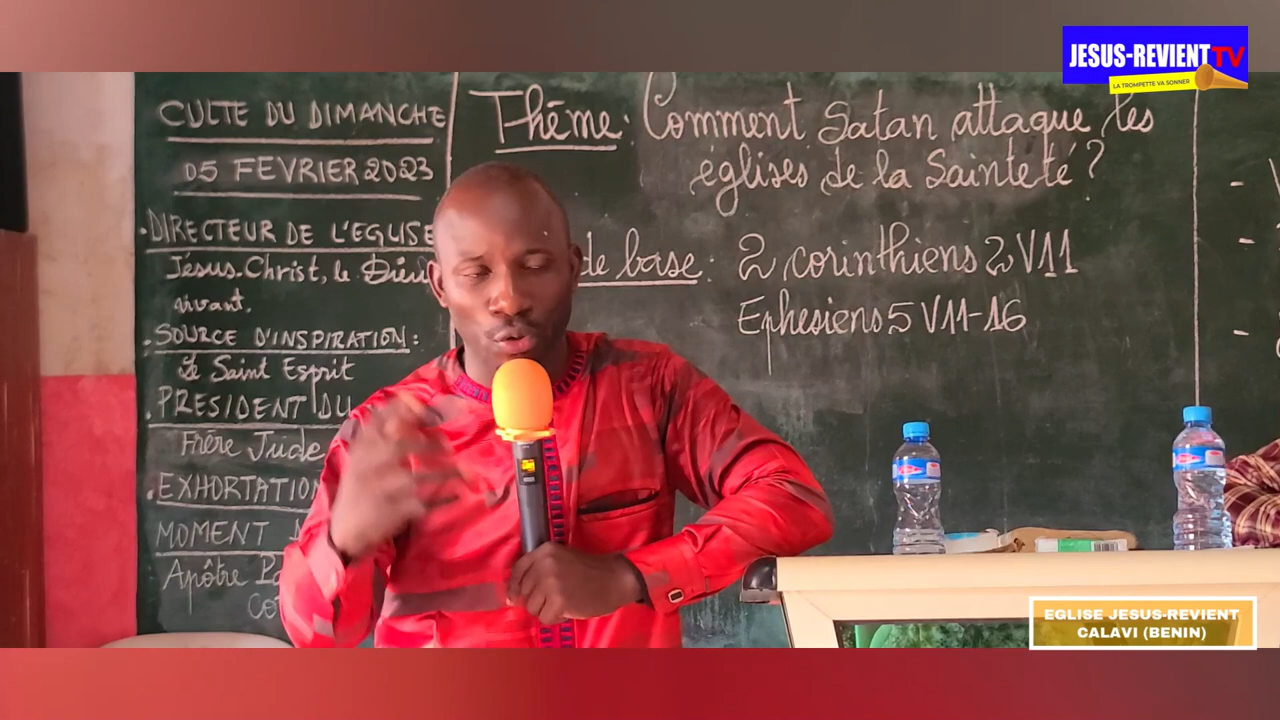 JESUS-REVIENT TV
LA TROMPETTE VA SONNER
CULTE DU DIMANCHE
05 FEVRIER 2023
. DIRECTEUR DE L'EGLISE
Jésus-Christ, le Dieu
vivant.
. SOURCE D'INSPIRATION :
Le Saint Esprit
. PRESIDENT DU
Frère Jude
. EXHORTATION
MOMENT
Apôtre
Thème : Comment Satan attaque les
églises de la Sainteté ?
de base : 2 corinthiens 2 V11
Ephesiens 5 V11-16
EGLISE JESUS-REVIENT
CALAVI (BENIN)